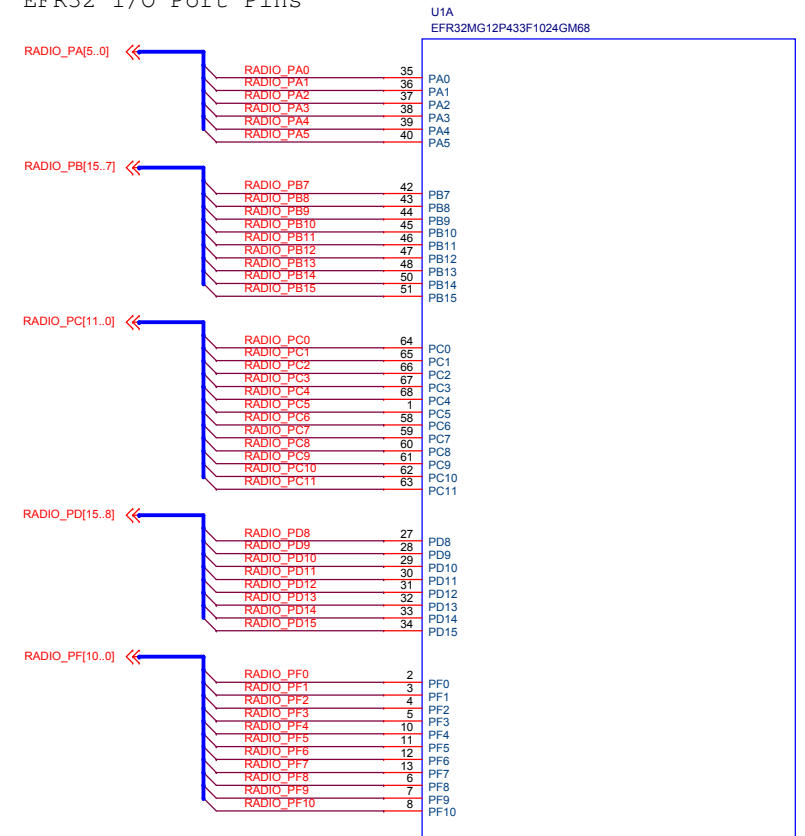 EFR32 I/O Port Pins
U1A
EFR32MG12P433F1024GM68
RADIO_PA[5..0]
RADIO_PA0 35 PA0
RADIO_PA1 36 PA1
RADIO_PA2 37 PA2
RADIO_PA3 38 PA3
RADIO_PA4 39 PA4
RADIO_PA5 40 PA5
RADIO_PB[15..7]
RADIO_PB7 42 PB7
RADIO_PB8 43 PB8
RADIO_PB9 44 PB9
RADIO_PB10 45 PB10
RADIO_PB11 46 PB11
RADIO_PB12 47 PB12
RADIO_PB13 48 PB13
RADIO_PB14 50 PB14
RADIO_PB15 51 PB15
RADIO_PC[11..0]
RADIO_PC0 64 PC0
RADIO_PC1 65 PC1
RADIO_PC2 66 PC2
RADIO_PC3 67 PC3
RADIO_PC4 68 PC4
RADIO_PC5 1 PC5
RADIO_PC6 58 PC6
RADIO_PC7 59 PC7
RADIO_PC8 60 PC8
RADIO_PC9 61 PC9
RADIO_PC10 62 PC10
RADIO_PC11 63 PC11
RADIO_PD[15..8]
RADIO_PD8 27 PD8
RADIO_PD9 28 PD9
RADIO_PD10 29 PD10
RADIO_PD11 30 PD11
RADIO_PD12 31 PD12
RADIO_PD13 32 PD13
RADIO_PD14 33 PD14
RADIO_PD15 34 PD15
RADIO_PF[10..0]
RADIO_PF0 2 PF0
RADIO_PF1 3 PF1
RADIO_PF2 4 PF2
RADIO_PF3 5 PF3
RADIO_PF4 10 PF4
RADIO_PF5 11 PF5
RADIO_PF6 12 PF6
RADIO_PF7 13 PF7
RADIO_PF8 6 PF8
RADIO_PF9 7 PF9
RADIO_PF10 8 PF10